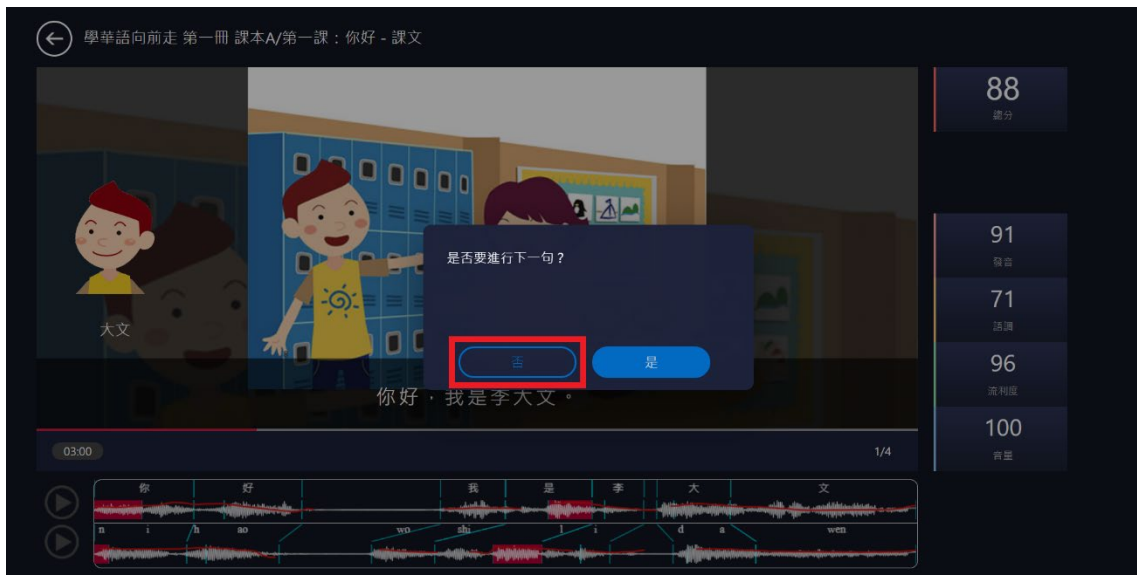 學華語向前走 第一冊 課本A/第一課：你好 - 課文
88
總分
是否要進行下一句？
91
發音
大文
71
語調
否
是
96
流利度
你好，我是李大文。
100
音量
03:00
1/4
你 好 我 是 李 大 文
n i h ao wo shi l i d a wen